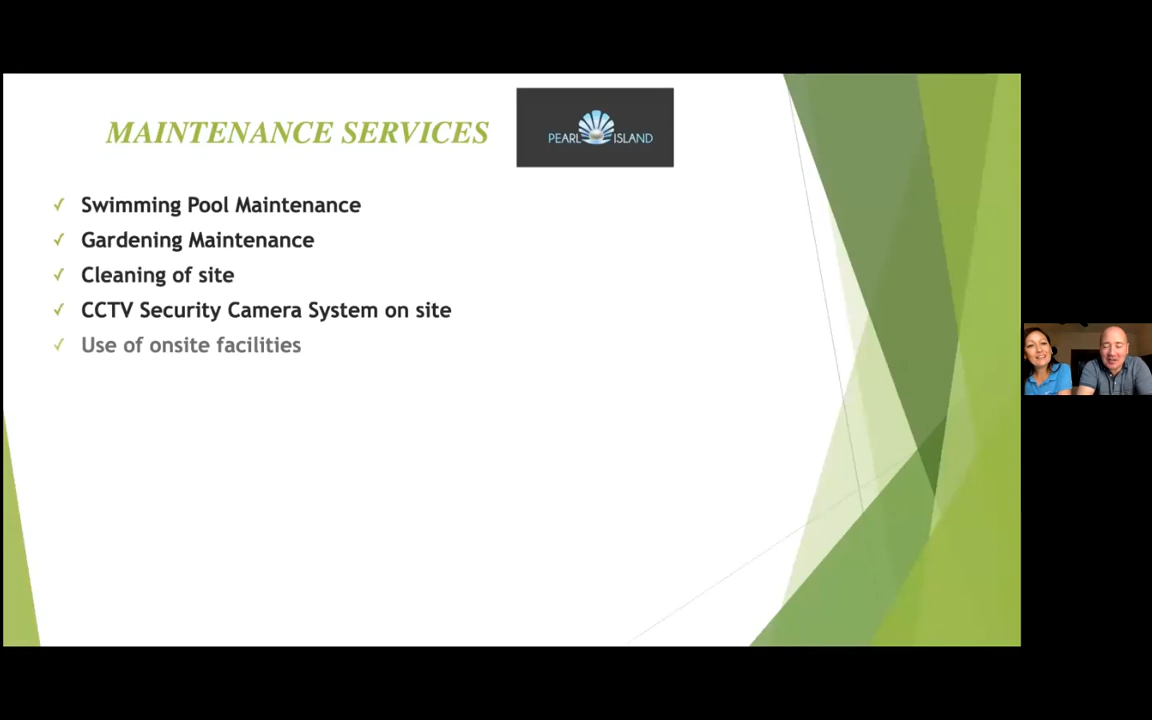 MAINTENANCE SERVICES
PEARL ISLAND
✓ Swimming Pool Maintenance
✓ Gardening Maintenance
✓ Cleaning of site
✓ CCTV Security Camera System on site
✓ Use of onsite facilities